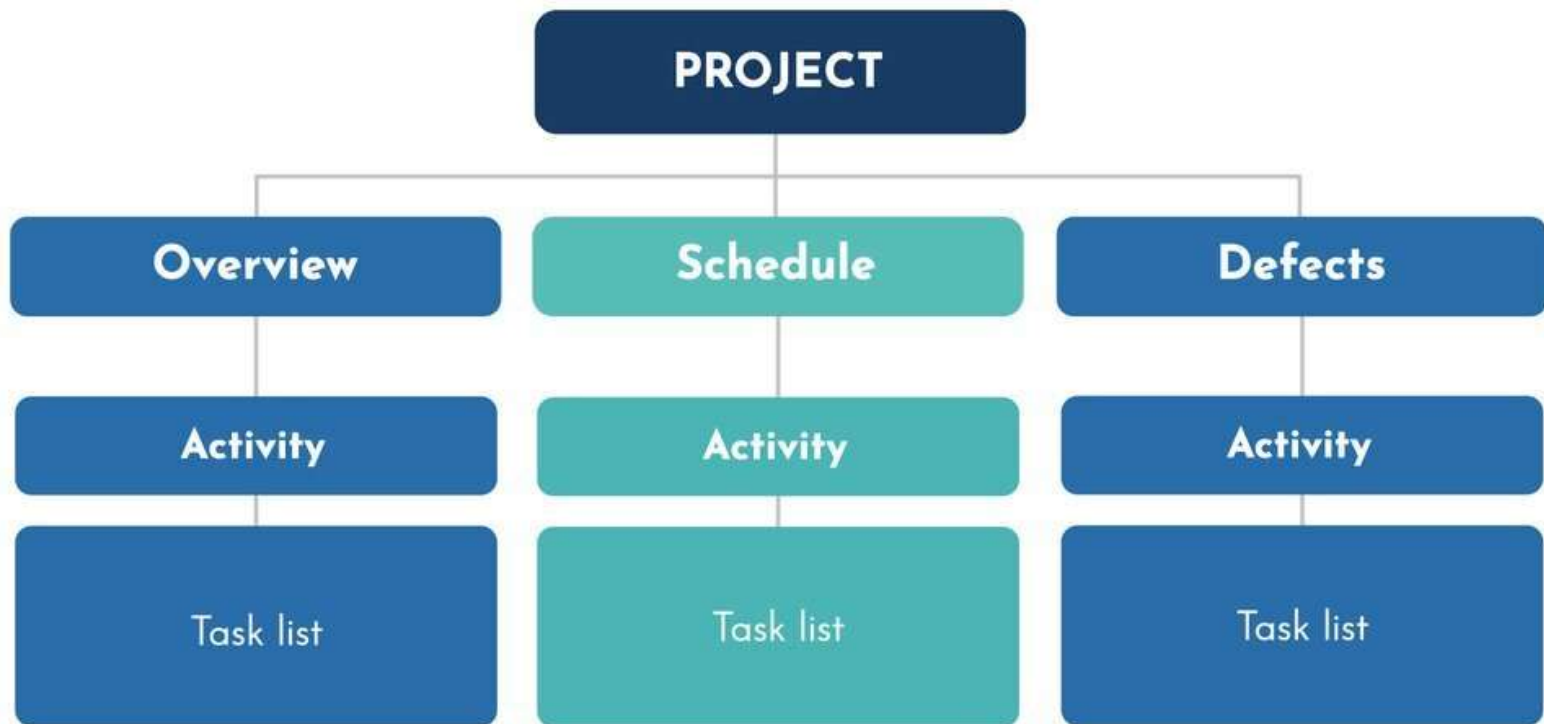 PROJECT
Overview
Schedule
Defects
Activity
Activity
Activity
Task list
Task list
Task list